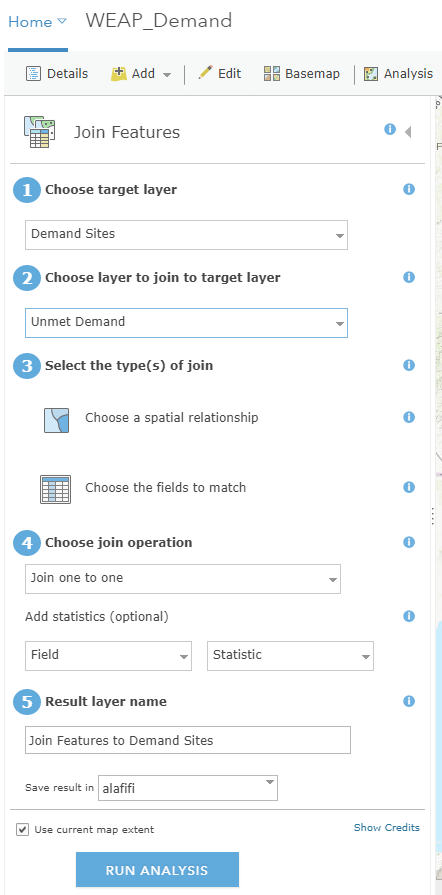 Home WEAP_Demand
Details Add Edit Basemap Analysis
Join Features
1 Choose target layer
Demand Sites
2 Choose layer to join to target layer
Unmet Demand
3 Select the type(s) of join
Choose a spatial relationship
Choose the fields to match
4 Choose join operation
Join one to one
Add statistics (optional)
Field Statistic
5 Result layer name
Join Features to Demand Sites
Save result in alafifi
Use current map extent Show Credits
RUN ANALYSIS